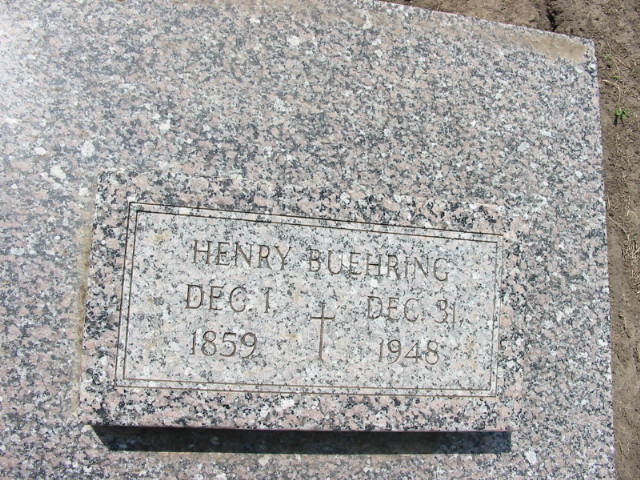 HENRY BUEHRING
DEC. 1 DEC. 31
1859 1948